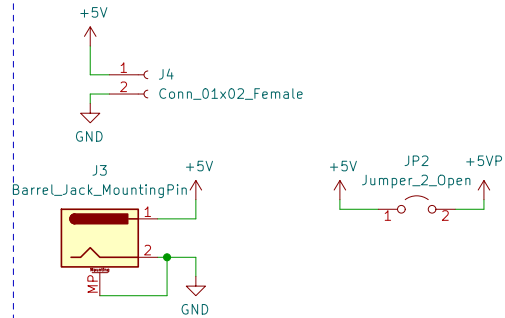 +5V
1
J4
2
Conn_01x02_Female
GND
J3
+5V
Barrel_Jack_MountingPin
1
2
Mounting
MP
GND
JP2
+5V
+5VP
Jumper_2_Open
1
2